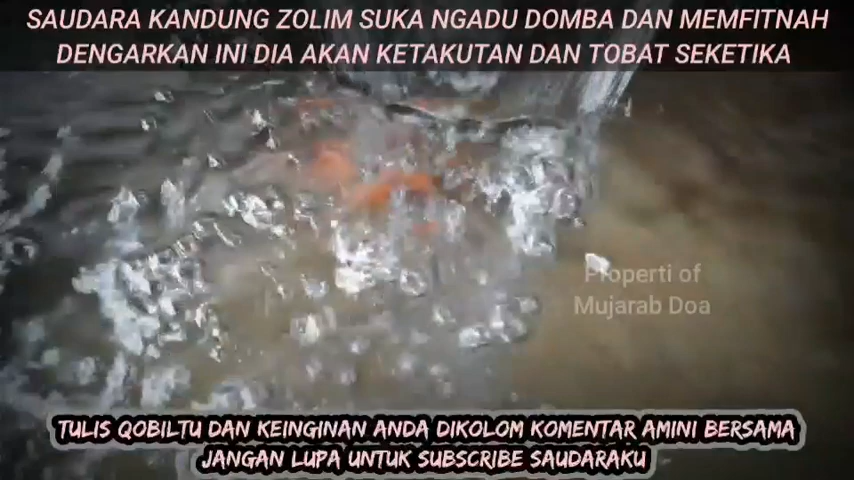 SAUDARA KANDUNG ZOLIM SUKA NGADU DOMBA DAN MEMFITNAH
DENGARKAN INI DIA AKAN KETAKUTAN DAN TOBAT SEKETIKA
Properti of
Mujarab Doa
TULIS QOBILTU DAN KEINGINAN ANDA DIKOLOM KOMENTAR AMINI BERSAMA
JANGAN LUPA UNTUK SUBSCRIBE SAUDARAKU